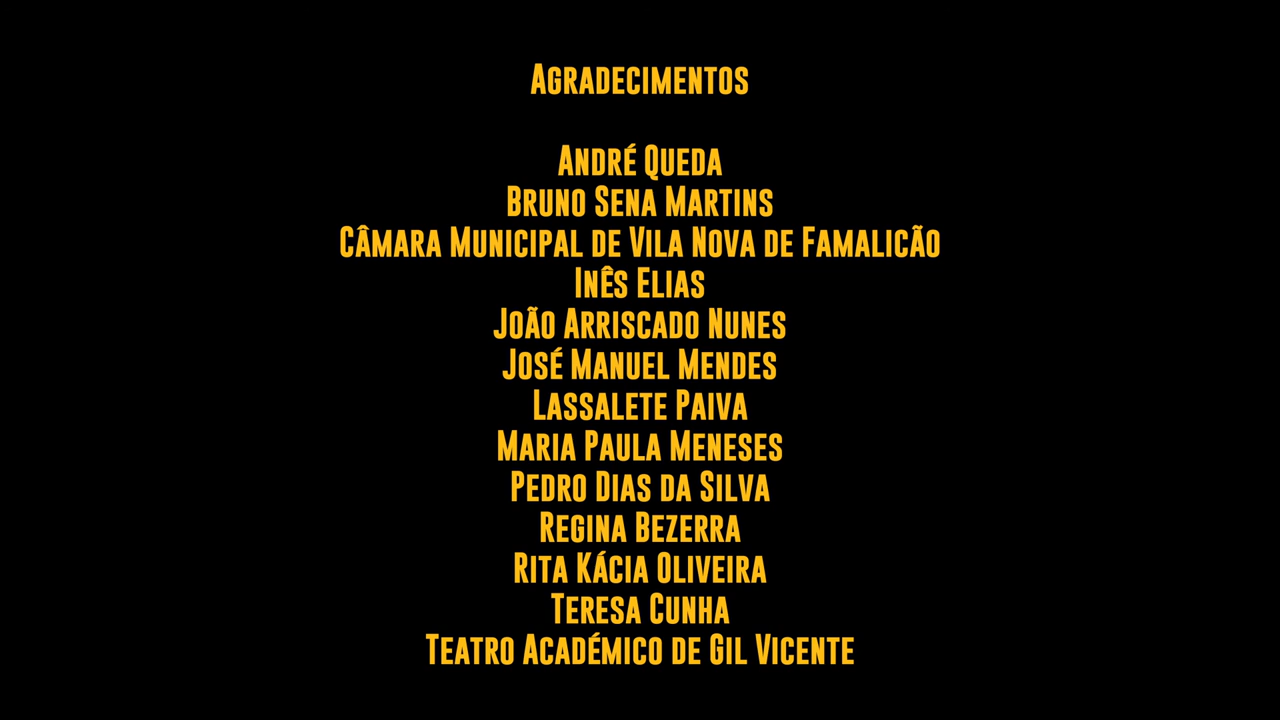 Agradecimentos
André Queda
Bruno Sena Martins
Câmara Municipal de Vila Nova de Famalicão
Inês Elias
João Arriscado Nunes
José Manuel Mendes
Lassalete Paiva
Maria Paula Meneses
Pedro Dias da Silva
Regina Bezerra
Rita Kácia Oliveira
Teresa Cunha
Teatro Académico de Gil Vicente